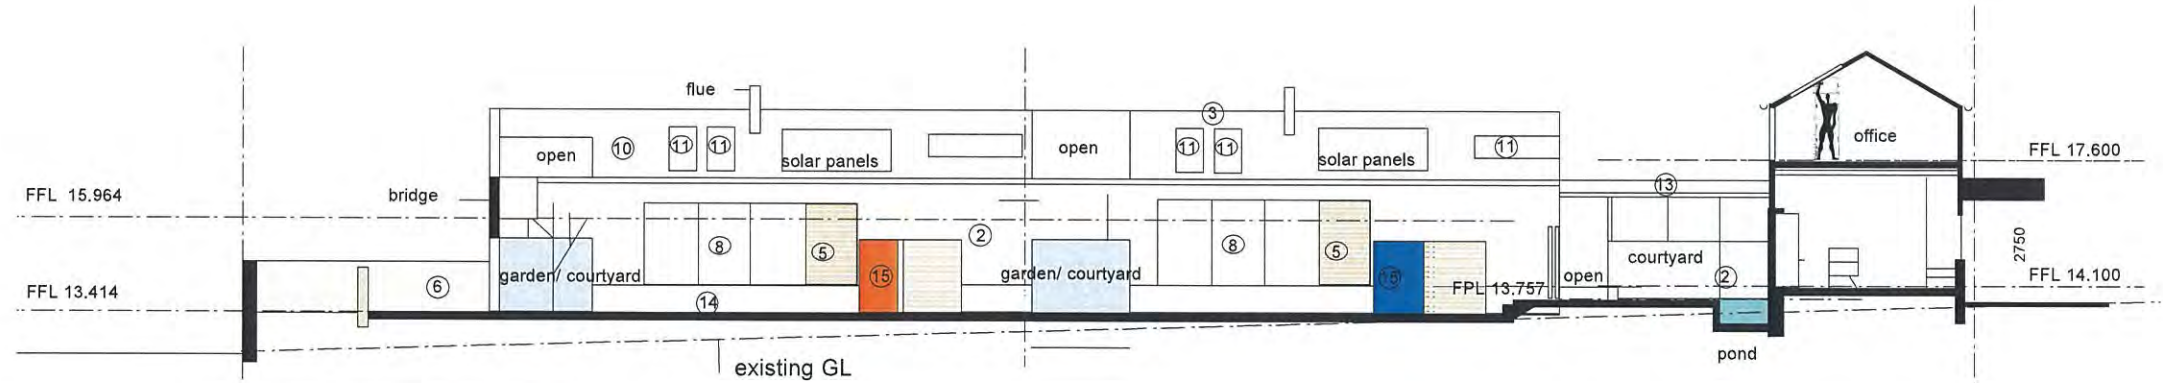 flue
3
open
10
11
11
solar panels
open
11
11
solar panels
11
office
FFL 17.600
FFL 15.964
bridge
13
8
5
2
8
5
2750
garden/ courtyard
15
garden/ courtyard
15
FPL 13.757
open
courtyard
2
FFL 14.100
FFL 13.414
6
14
existing GL
pond